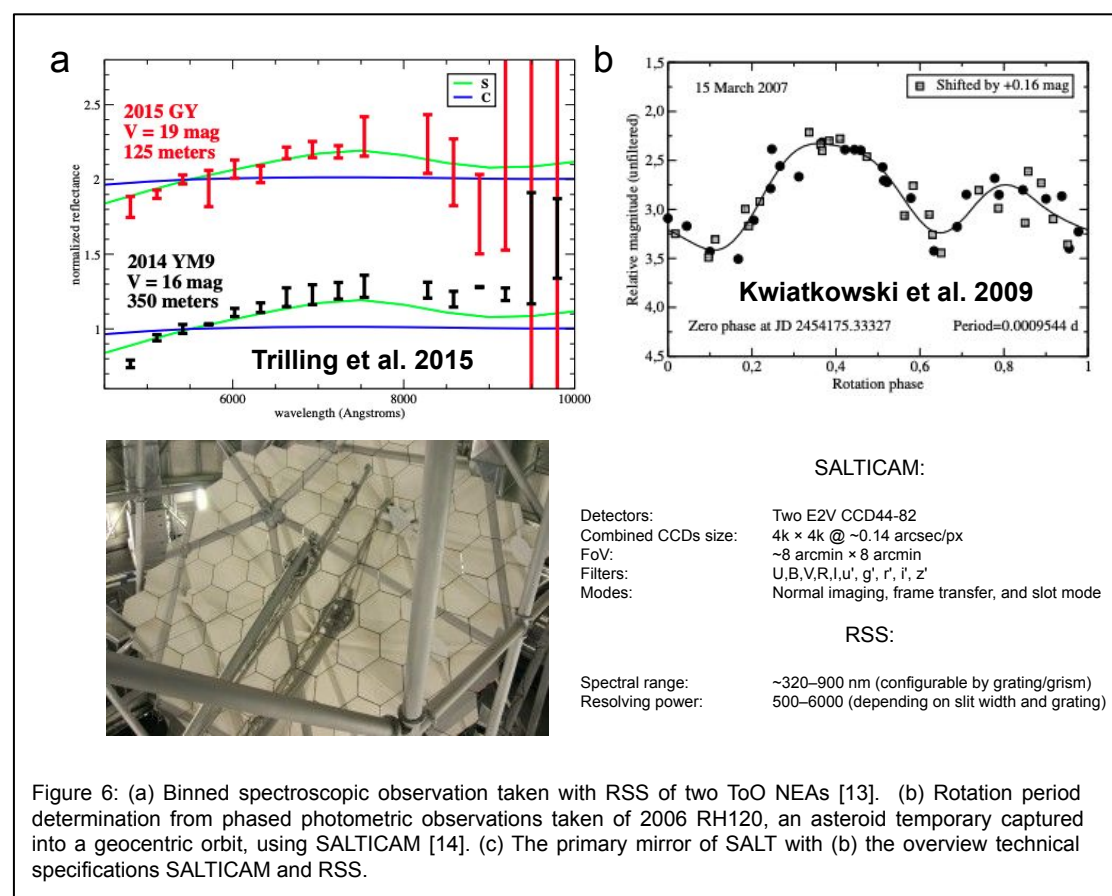 a
S
C
2015 GY
V = 19 mag
125 meters
2.5
2
1.5
1
normalized reflectance
2014 YM9
V = 16 mag
350 meters
Trilling et al. 2015
6000 8000 10000
wavelength (Angstroms)
b
15 March 2007
Shifted by +0.16 mag
1,5
2.0
2.5
3.0
3.5
4.0
4,5
Relative magnitude (unfiltered)
Kwiatkowski et al. 2009
Zero phase at JD 2454175.33327 Period=0.0009544 d
0 0,2 0,4 0,6 0,8 1
Rotation phase
SALTICAM:
Detectors: Two E2V CCD44-82
Combined CCDs size: 4k × 4k @ ~0.14 arcsec/px
FoV: ~8 arcmin × 8 arcmin
Filters: U,B,V,R,I,u', g', r', i', z'
Modes: Normal imaging, frame transfer, and slot mode
RSS:
Spectral range: ~320–900 nm (configurable by grating/grism)
Resolving power: 500–6000 (depending on slit width and grating)
Figure 6: (a) Binned spectroscopic observation taken with RSS of two ToO NEAs [13]. (b) Rotation period
determination from phased photometric observations taken of 2006 RH120, an asteroid temporary captured
into a geocentric orbit, using SALTICAM [14]. (c) The primary mirror of SALT with (b) the overview technical
specifications SALTICAM and RSS.